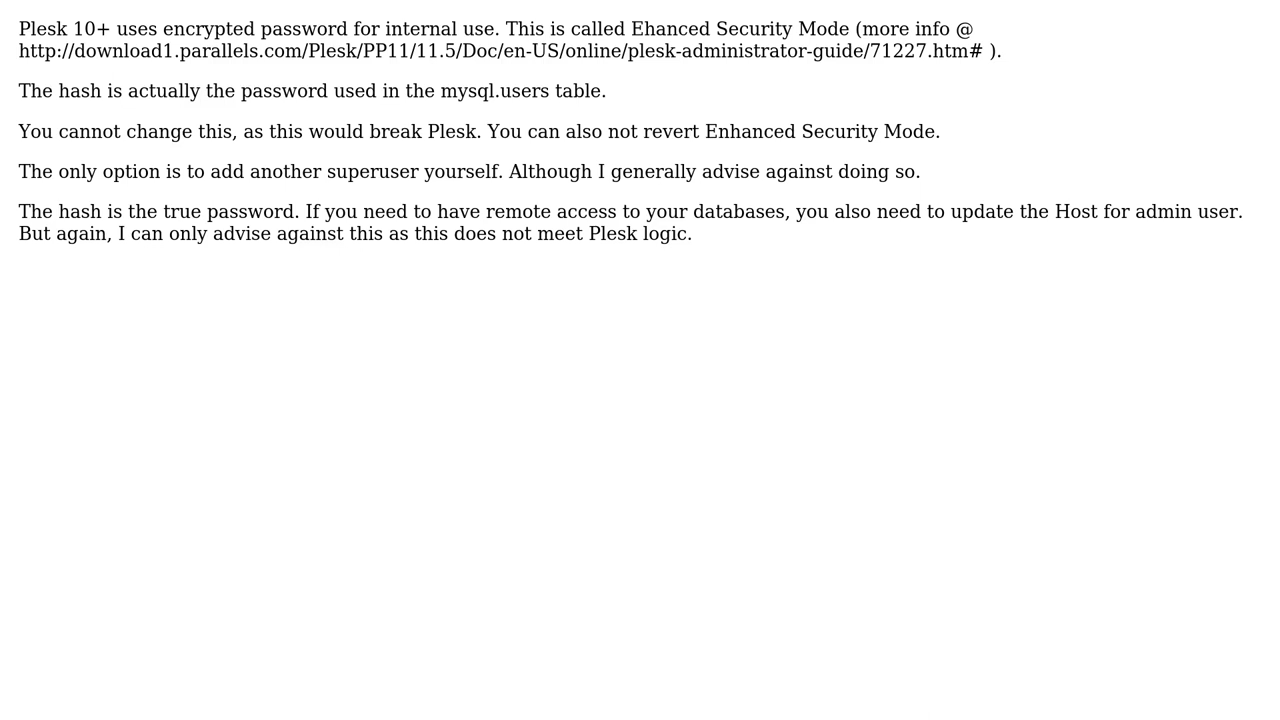 Plesk 10+ uses encrypted password for internal use. This is called Ehanced Security Mode (more info @
http://download1.parallels.com/Plesk/PP11/11.5/Doc/en-US/online/plesk-administrator-guide/71227.htm# ).
The hash is actually the password used in the mysql.users table.
You cannot change this, as this would break Plesk. You can also not revert Enhanced Security Mode.
The only option is to add another superuser yourself. Although I generally advise against doing so.
The hash is the true password. If you need to have remote access to your databases, you also need to update the Host for admin user.
But again, I can only advise against this as this does not meet Plesk logic.